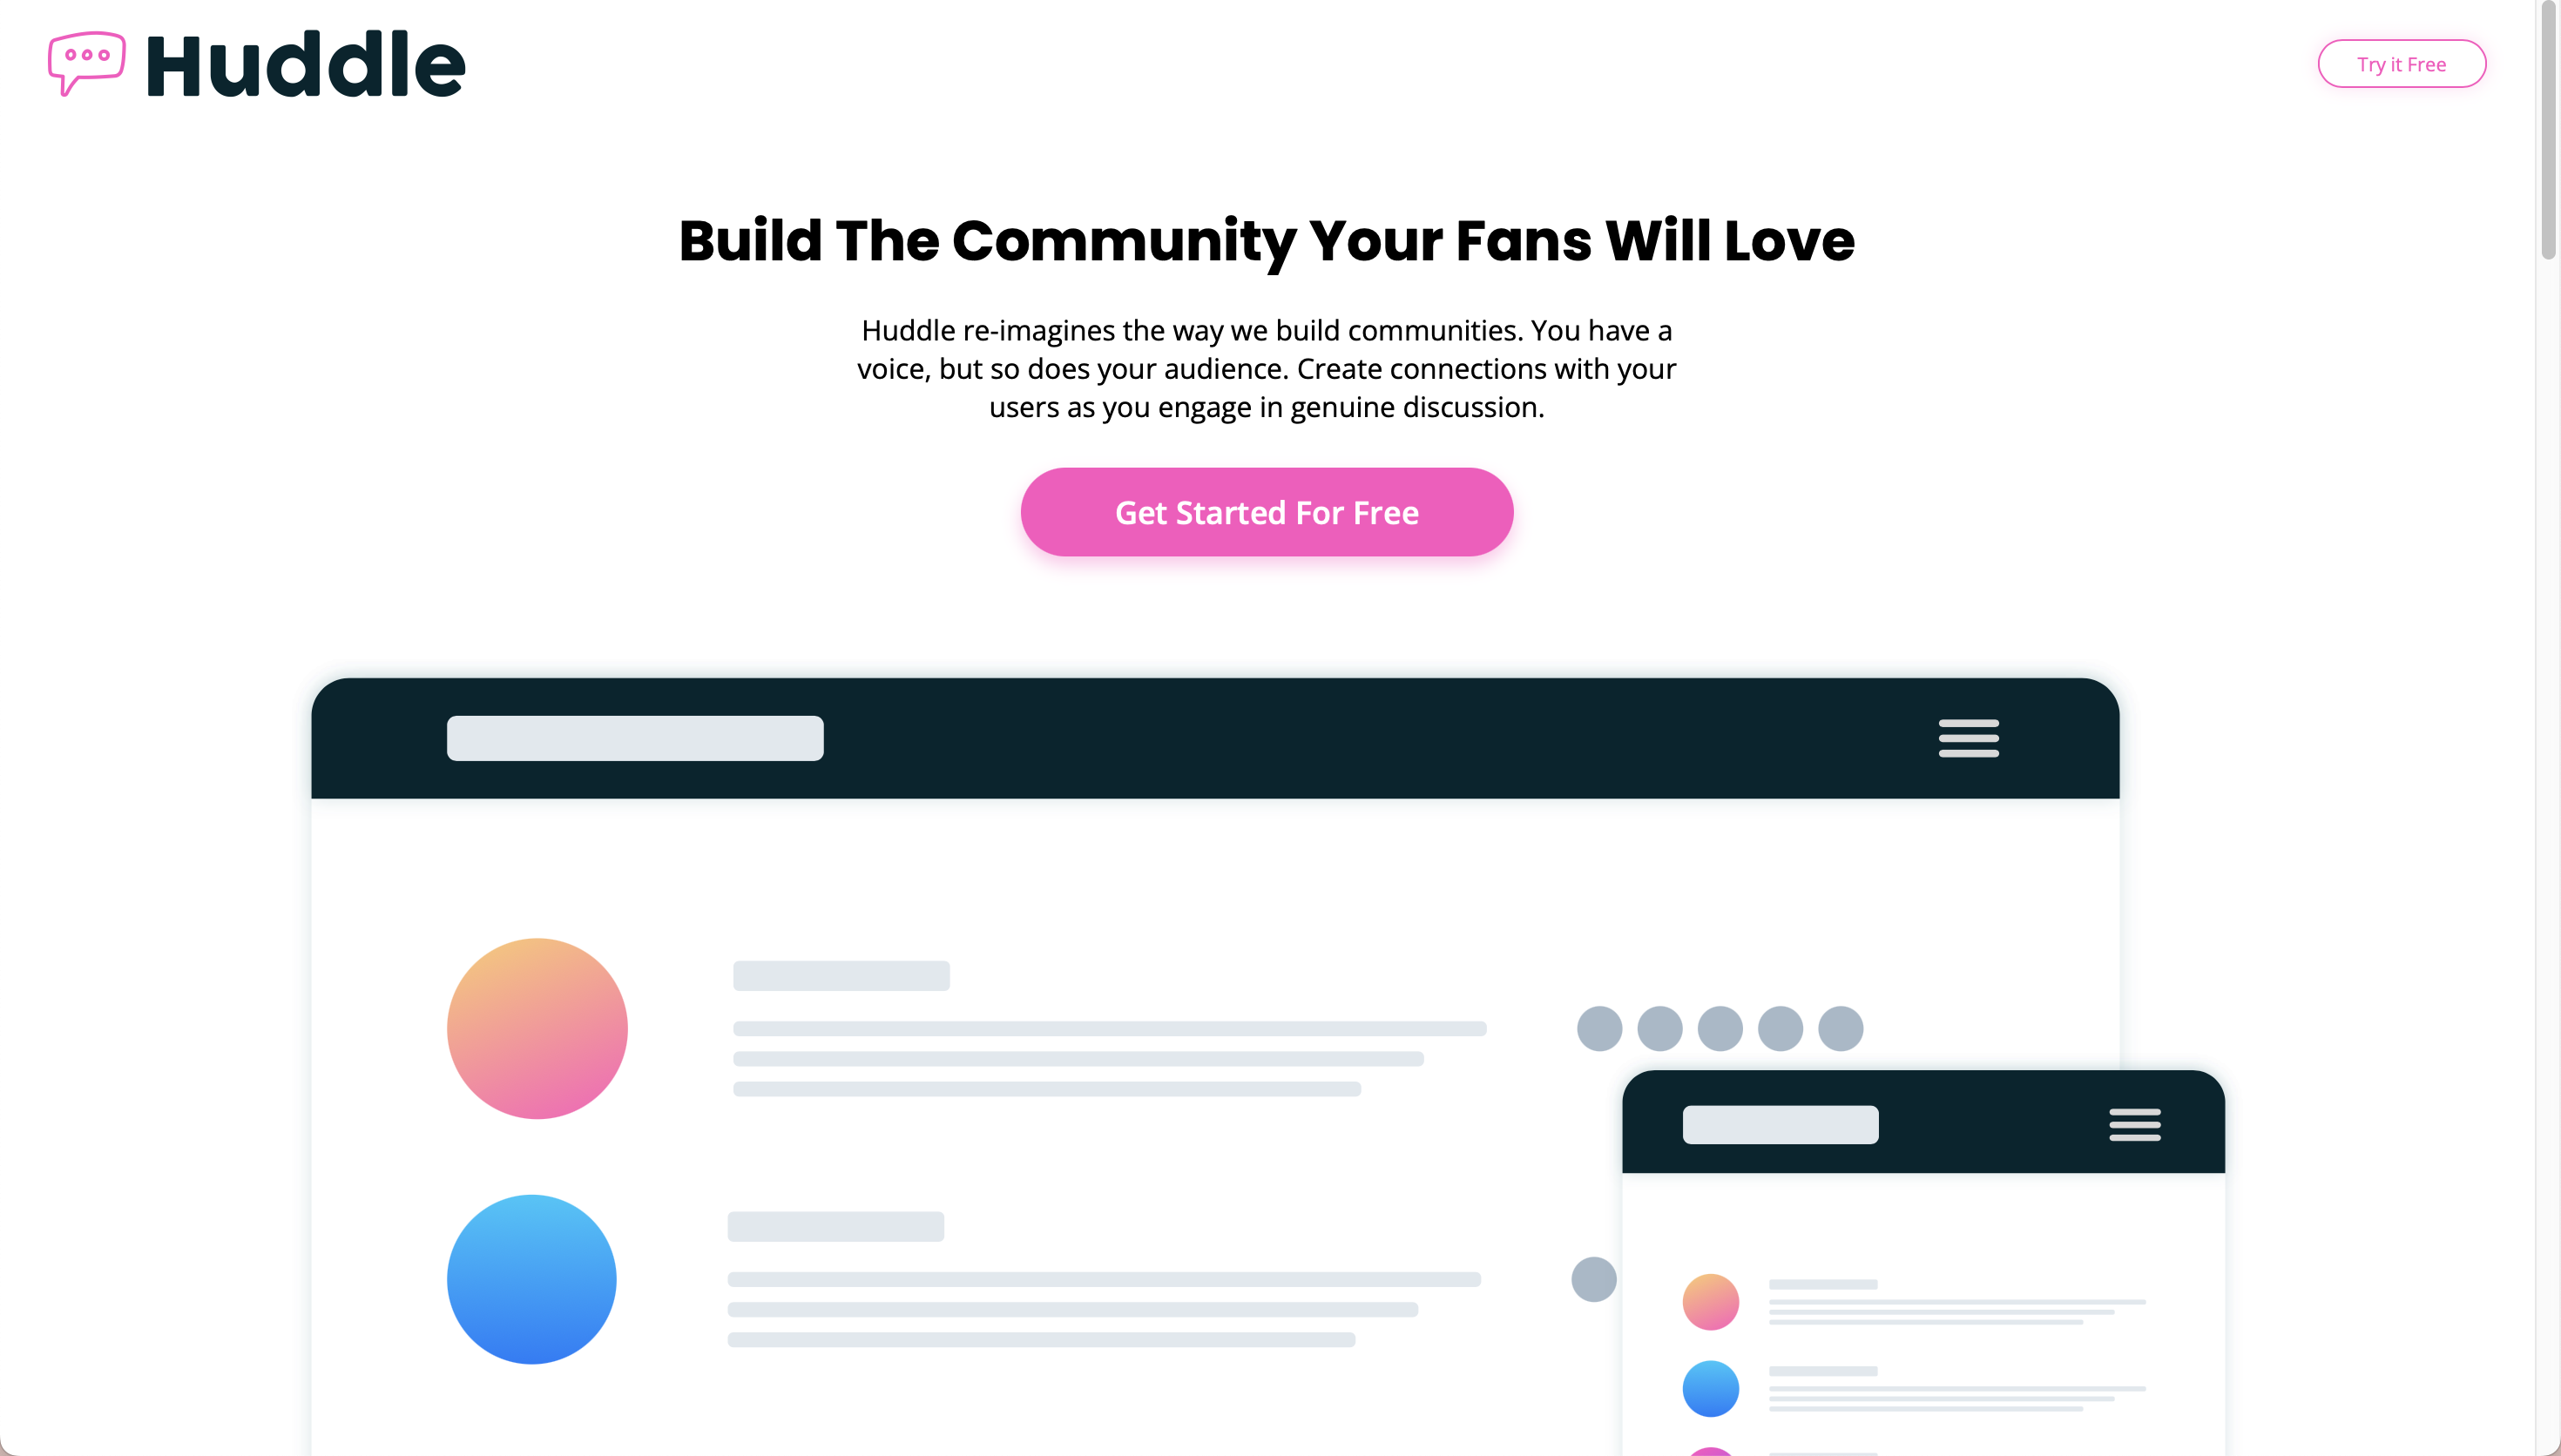 Huddle
Try it Free
Build The Community Your Fans Will Love
Huddle re-imagines the way we build communities. You have a
voice, but so does your audience. Create connections with your
users as you engage in genuine discussion.
Get Started For Free